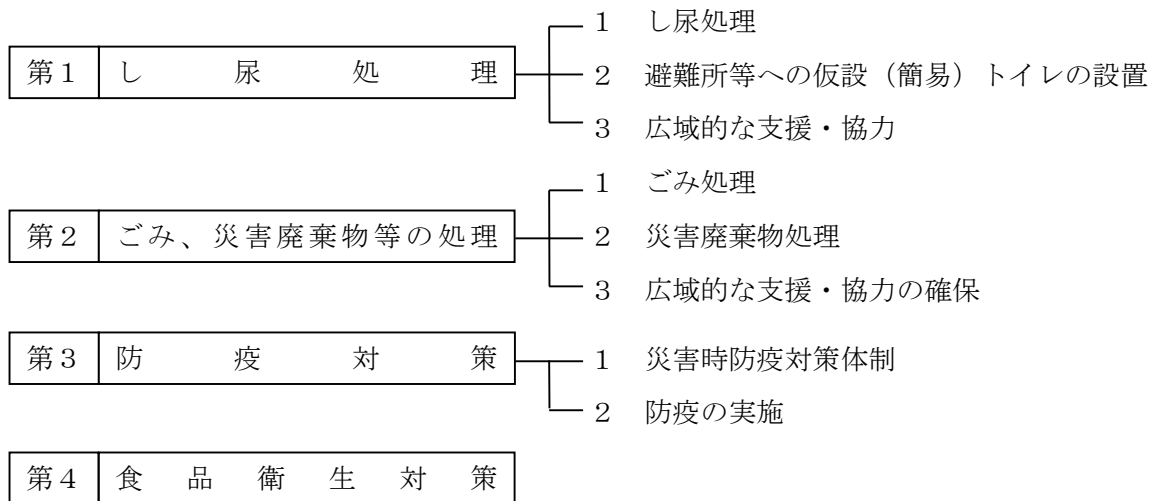 第１ し尿処理
１ し尿処理
２ 避難所等への仮設（簡易）トイレの設置
３ 広域的な支援・協力
第２ ごみ、災害廃棄物等の処理
１ ごみ処理
２ 災害廃棄物処理
３ 広域的な支援・協力の確保
第３ 防疫対策
１ 災害時防疫対策体制
２ 防疫の実施
第４ 食品衛生対策